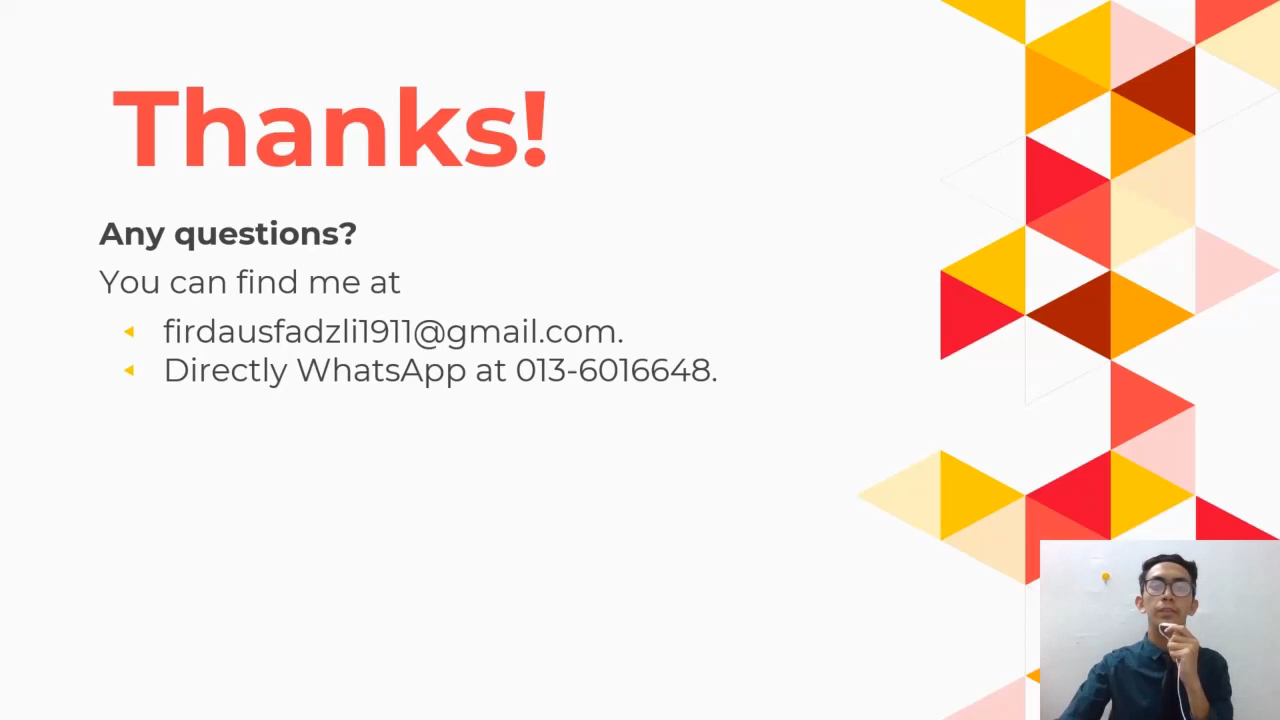 Thanks!
Any questions?
You can find me at
firdausfadzli1911@gmail.com.
Directly WhatsApp at 013-6016648.